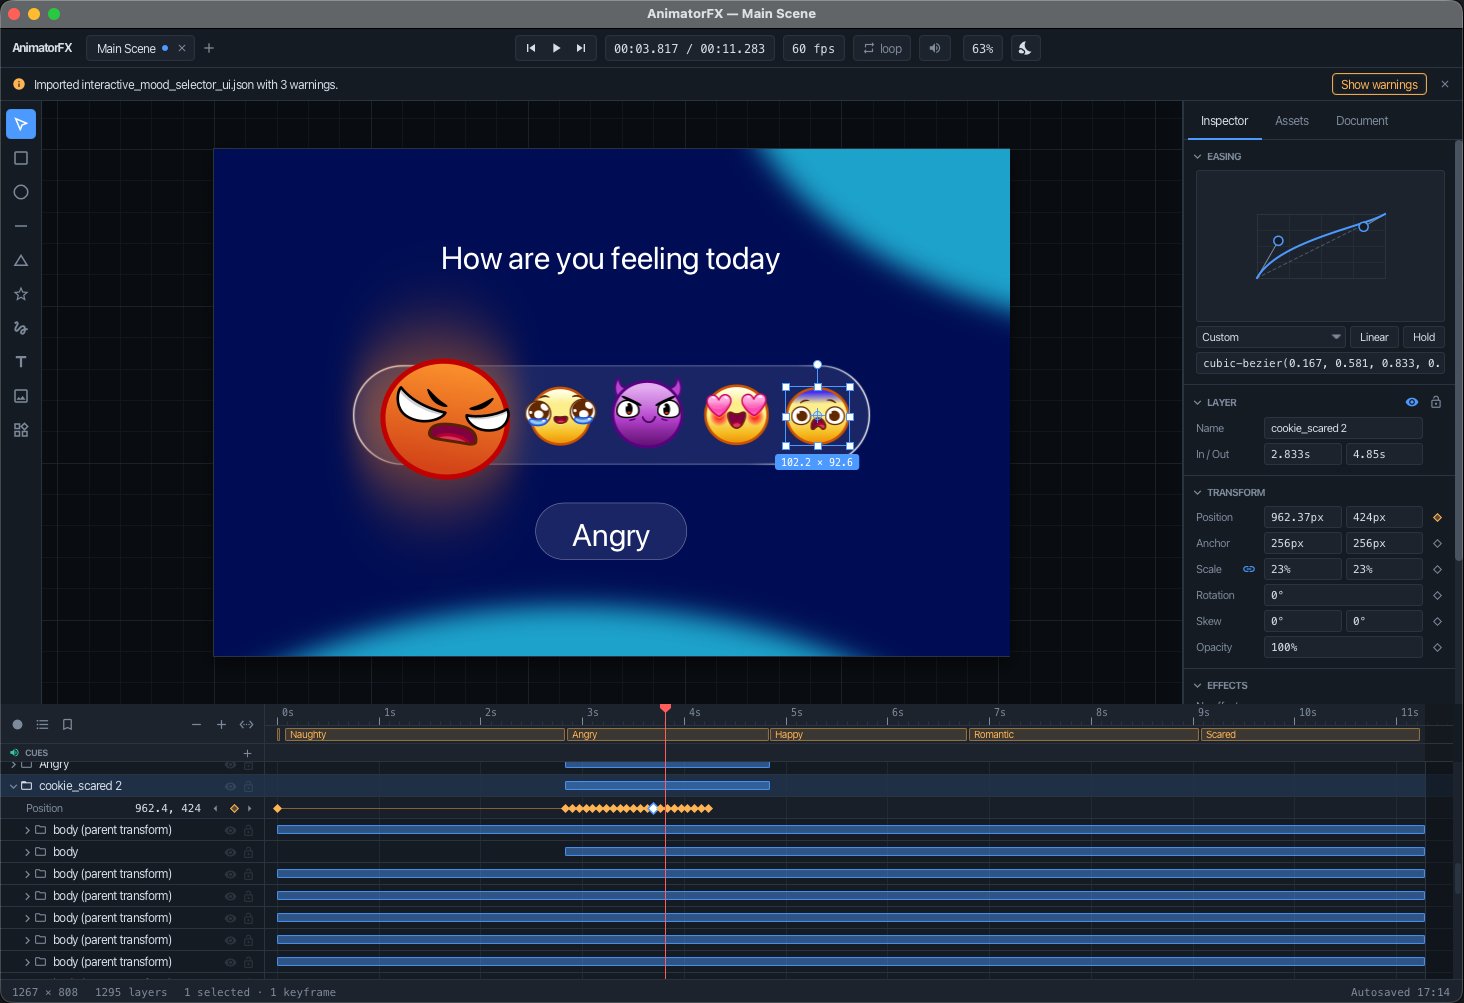 AnimatorFX — Main Scene
AnimatorFX
Main Scene
00:03.817 / 00:11.283
60 fps
loop
63%
Imported interactive_mood_selector_ui.json with 3 warnings.
Show warnings
How are you feeling today
102.2 × 92.6
Angry
Inspector
Assets
Document
EASING
Custom
Linear
Hold
cubic-bezier(0.167, 0.581, 0.833, 0.
LAYER
Name
cookie_scared 2
In / Out
2.833s
4.85s
TRANSFORM
Position
962.37px
424px
Anchor
256px
256px
Scale
23%
23%
Rotation
0°
Skew
0°
0°
Opacity
100%
EFFECTS
0s
1s
2s
3s
4s
5s
6s
7s
8s
9s
10s
11s
Naughty
Angry
Happy
Romantic
Scared
CUES
Angry
cookie_scared 2
Position
962.4, 424
body (parent transform)
body
body (parent transform)
body (parent transform)
body (parent transform)
body (parent transform)
body (parent transform)
1267 × 808
1295 layers
1 selected · 1 keyframe
Autosaved 17:14